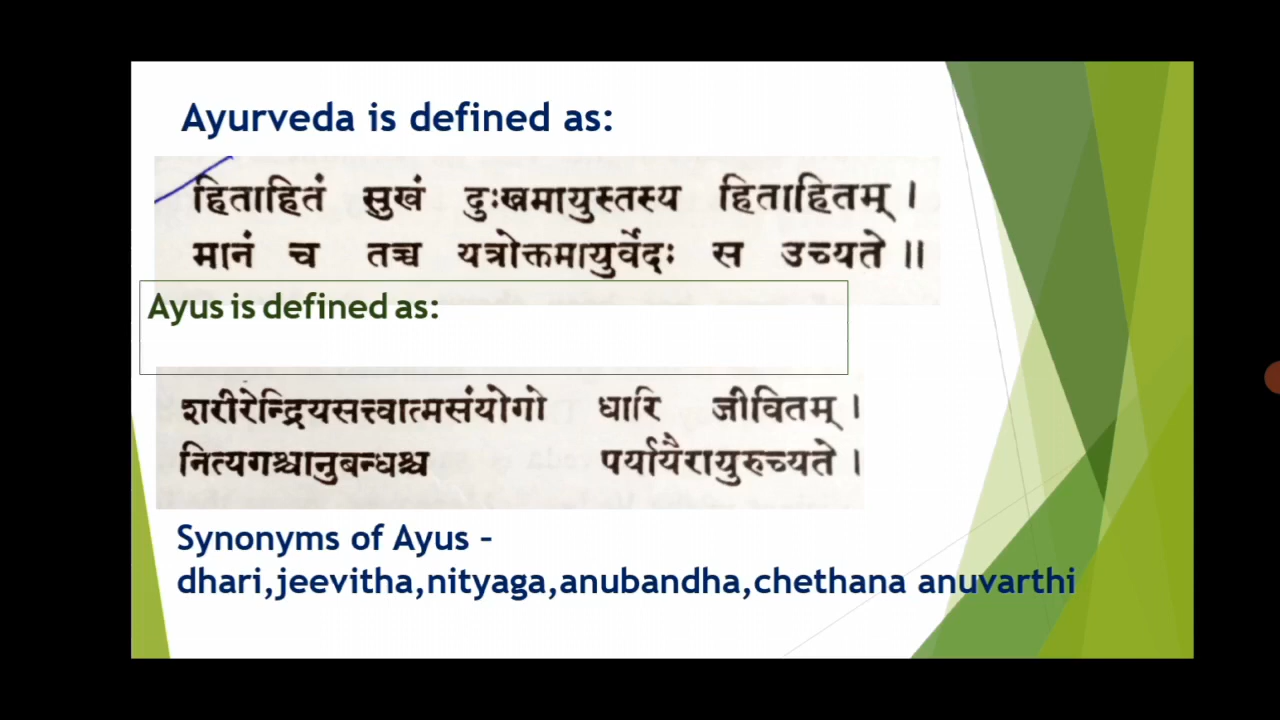 Ayurveda is defined as:
हिताहितं सुखं दुःखमायुस्तस्य हिताहितम् ।
मानं च तच्च यत्रोक्तमायुर्वेदः स उच्यते ॥
Ayus is defined as:
शरीरेन्द्रियसत्त्वात्मसंयोगो धारि जीवितम् ।
नित्यगश्चानुबन्धश्च पर्यायैरायुरुच्यते ।
Synonyms of Ayus –
dhari,jeevitha,nityaga,anubandha,chethana anuvarthi